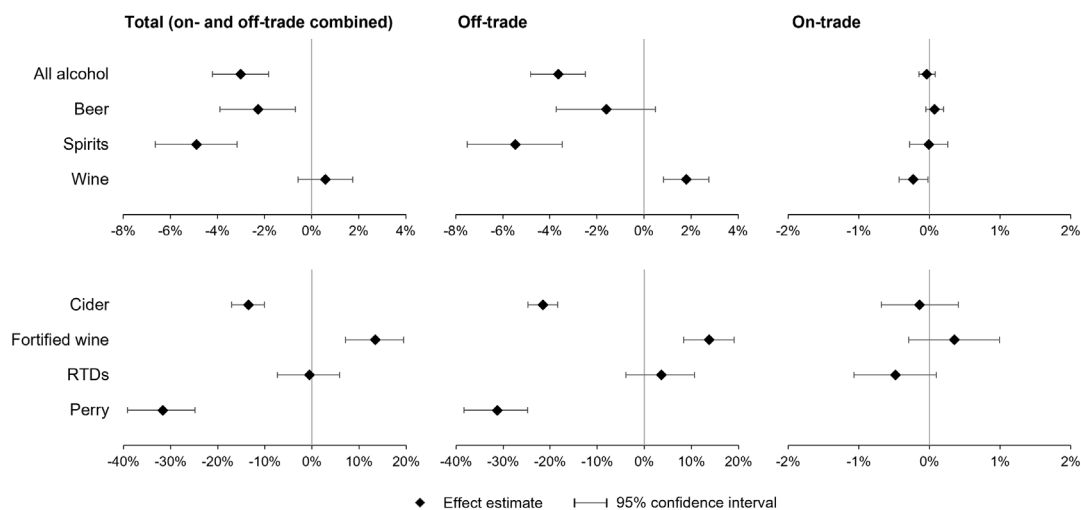 Total (on- and off-trade combined) Off-trade On-trade
All alcohol
Beer
Spirits
Wine
-8% -6% -4% -2% 0% 2% 4% -8% -6% -4% -2% 0% 2% 4% -2% -1% 0% 1% 2%
Cider
Fortified wine
RTDs
Perry
-40% -30% -20% -10% 0% 10% 20% -40% -30% -20% -10% 0% 10% 20% -2% -1% 0% 1% 2%
Effect estimate 95% confidence interval